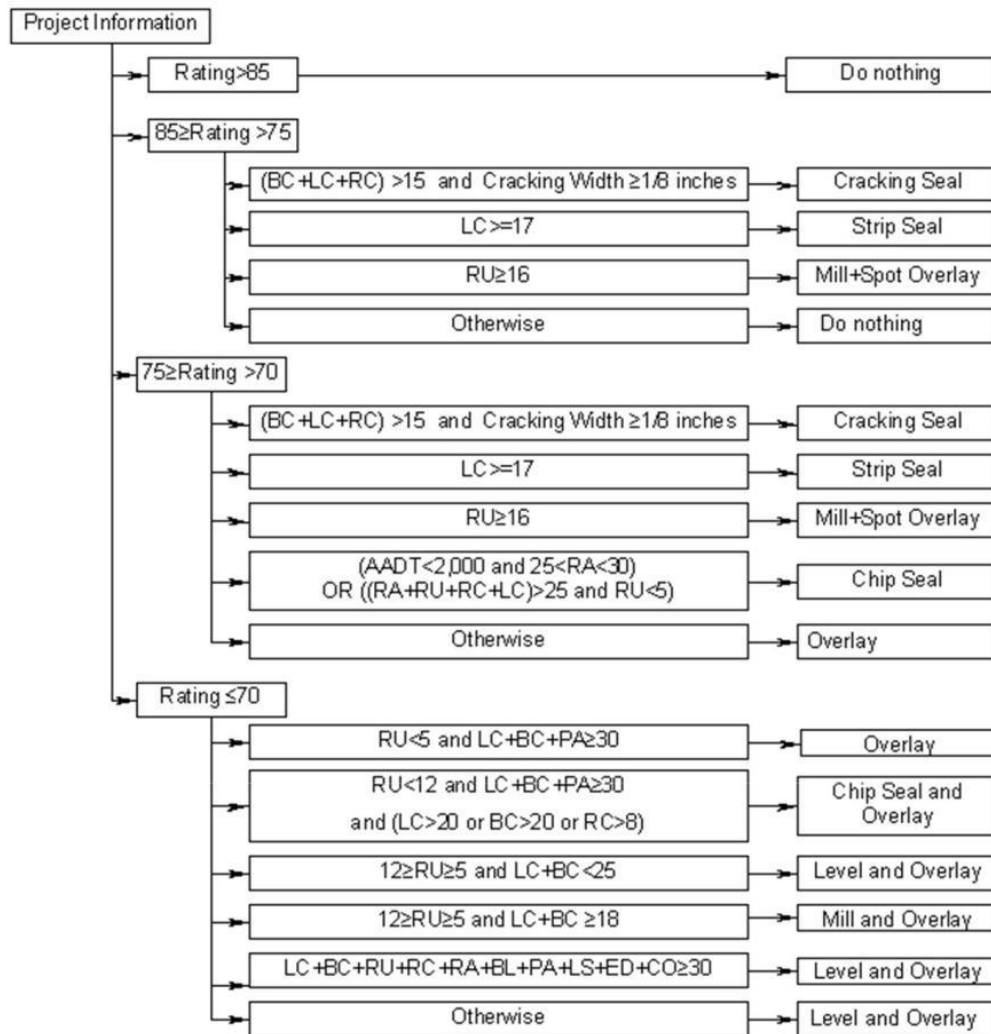 Project Information
Rating>85
Do nothing
85≥Rating >75
(BC+LC+RC) >15 and Cracking Width ≥1/8 inches
Cracking Seal
LC>=17
Strip Seal
RU≥16
Mill+Spot Overlay
Otherwise
Do nothing
75≥Rating >70
(BC+LC+RC) >15 and Cracking Width ≥1/8 inches
Cracking Seal
LC>=17
Strip Seal
RU≥16
Mill+Spot Overlay
(AADT<2,000 and 25<RA<30)
OR ((RA+RU+RC+LC)>25 and RU<5)
Chip Seal
Otherwise
Overlay
Rating ≤70
RU<5 and LC+BC+PA≥30
Overlay
RU<12 and LC+BC+PA≥30
and (LC>20 or BC>20 or RC>8)
Chip Seal and
Overlay
12≥RU≥5 and LC+BC<25
Level and Overlay
12≥RU≥5 and LC+BC ≥18
Mill and Overlay
LC+BC+RU+RC+RA+BL+PA+LS+ED+CO≥30
Level and Overlay
Otherwise
Level and Overlay